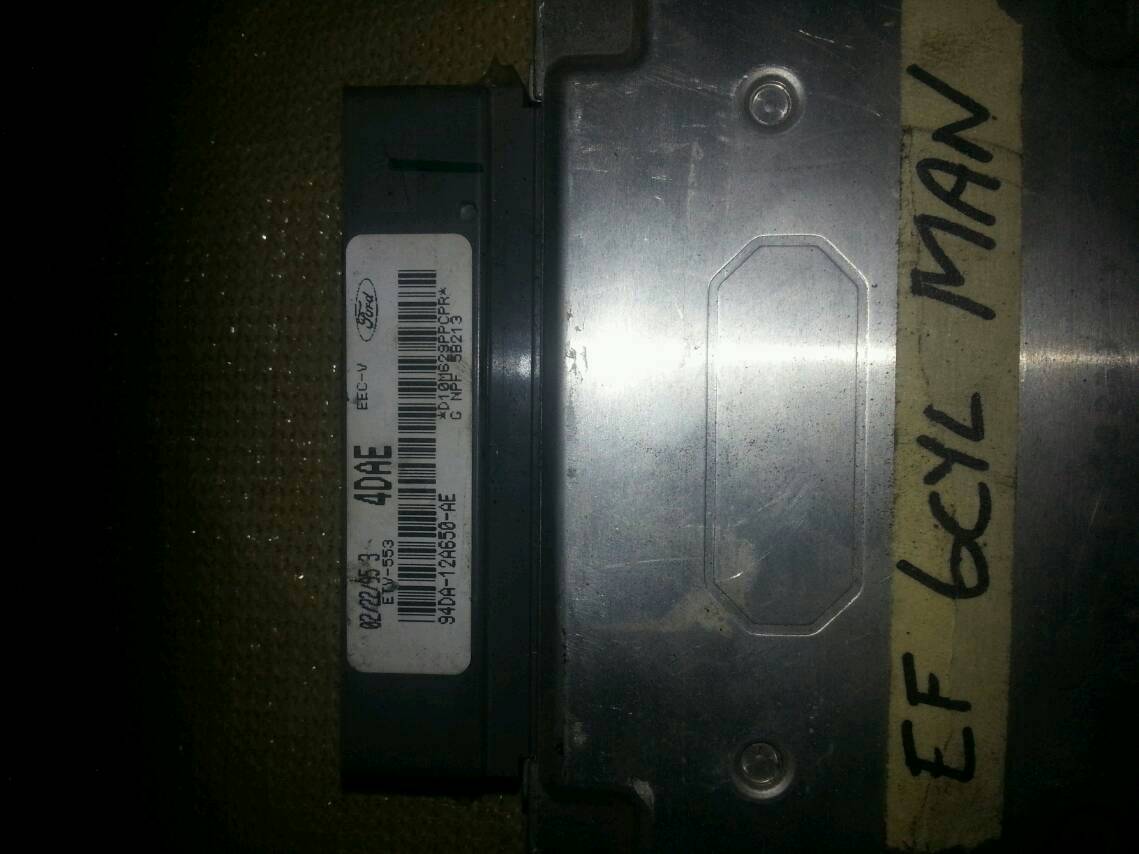 02/22/95 3 4DAE EEC-V Ford
ETV-553
94DA-12A650-AE *D10M629PPCPR*
C NPF 5B213
EF 6CYL MAN